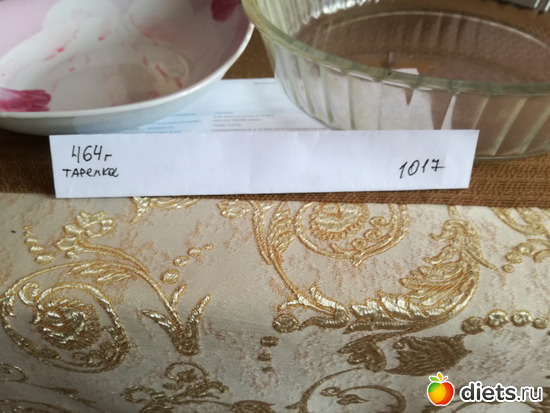 464г
тарелка
1017
diets.ru